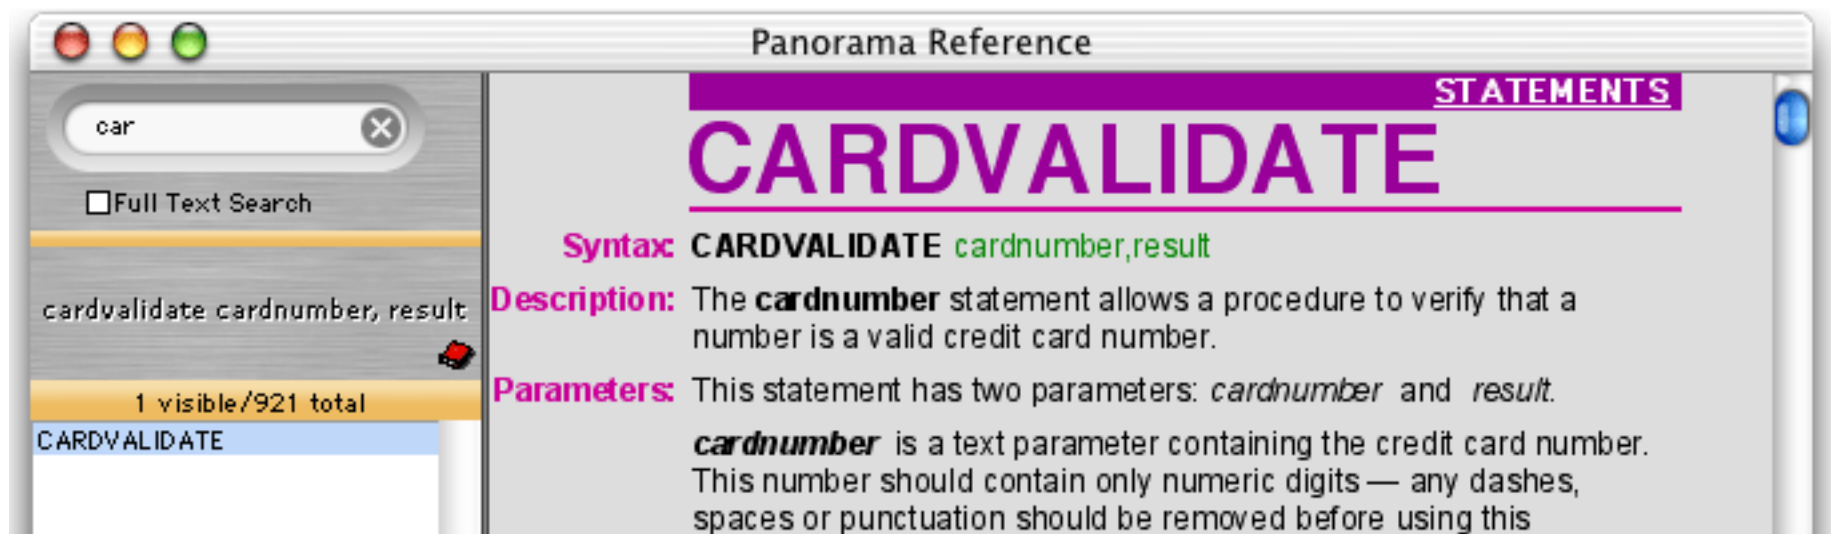 Panorama Reference
car
Full Text Search
cardvalidate cardnumber, result
1 visible/921 total
CARDVALIDATE
STATEMENTS
CARDVALIDATE
Syntax: CARDVALIDATE cardnumber,result
Description: The cardnumber statement allows a procedure to verify that a
number is a valid credit card number.
Parameters: This statement has two parameters: cardnumber and result.
cardnumber is a text parameter containing the credit card number.
This number should contain only numeric digits — any dashes,
spaces or punctuation should be removed before using this